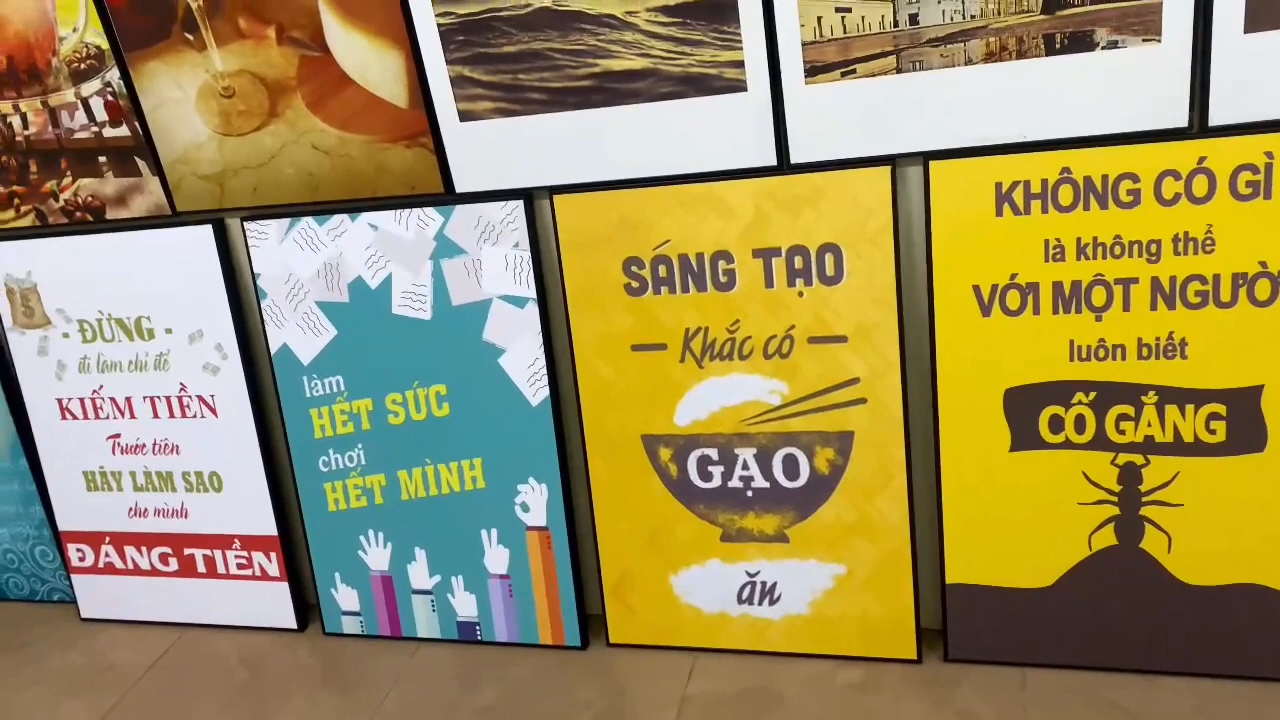 - ĐỪNG -
đi làm chỉ để
KIẾM TIỀN
Trước tiên
HÃY LÀM SAO
cho mình
ĐÁNG TIỀN
làm
HẾT SỨC
chơi
HẾT MÌNH
SÁNG TẠO
— Khắc có —
GẠO
ăn
KHÔNG CÓ GÌ
là không thể
VỚI MỘT NGƯỜ
luôn biết
CỐ GẮNG